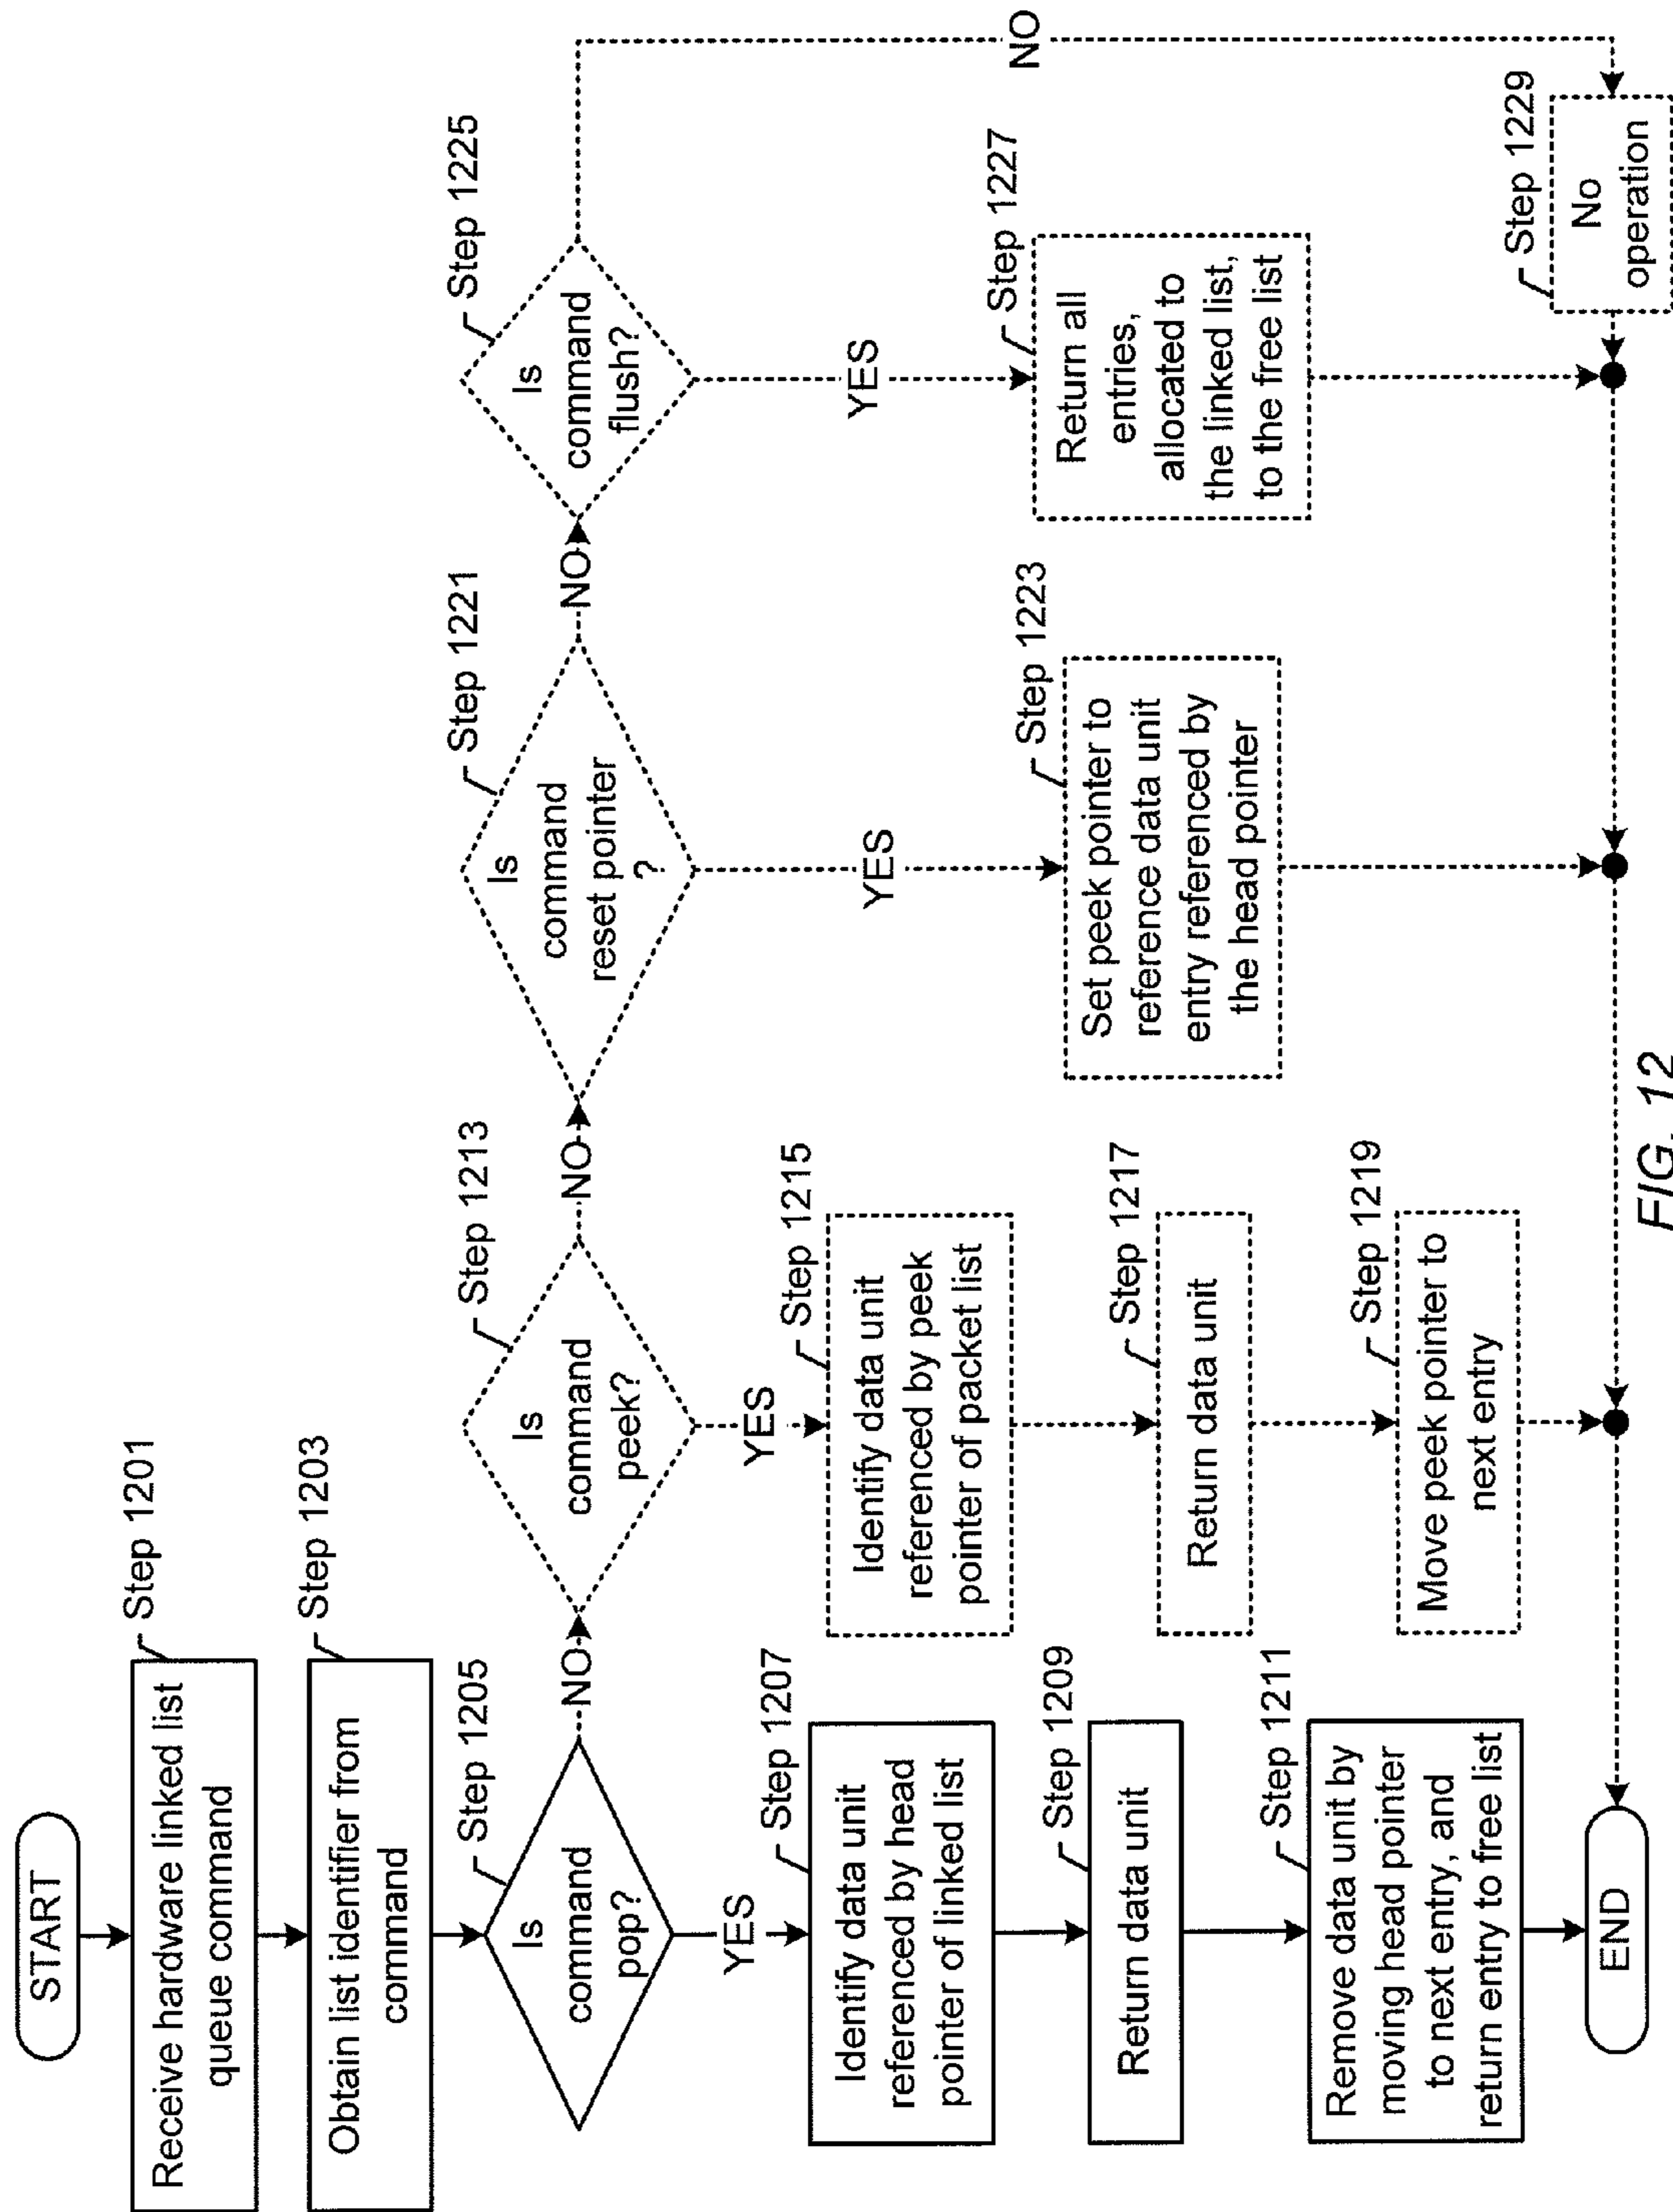 START
Step 1201
Receive hardware linked list
queue command
Step 1203
Obtain list identifier from
command
Step 1205
Is
command
pop?
NO
YES
Step 1207
Identify data unit
referenced by head
pointer of linked list
Step 1209
Return data unit
Step 1211
Remove data unit by
moving head pointer
to next entry, and
return entry to free list
END
Step 1213
Is
command
peek?
NO
YES
Step 1215
Identify data unit
referenced by peek
pointer of packet list
Step 1217
Return data unit
Step 1219
Move peek pointer to
next entry
Step 1221
Is
command
reset pointer
?
NO
YES
Step 1223
Set peek pointer to
reference data unit
entry referenced by
the head pointer
Step 1225
Is
command
flush?
NO
YES
Step 1227
Return all
entries,
allocated to
the linked list,
to the free list
Step 1229
No
operation
FIG. 12